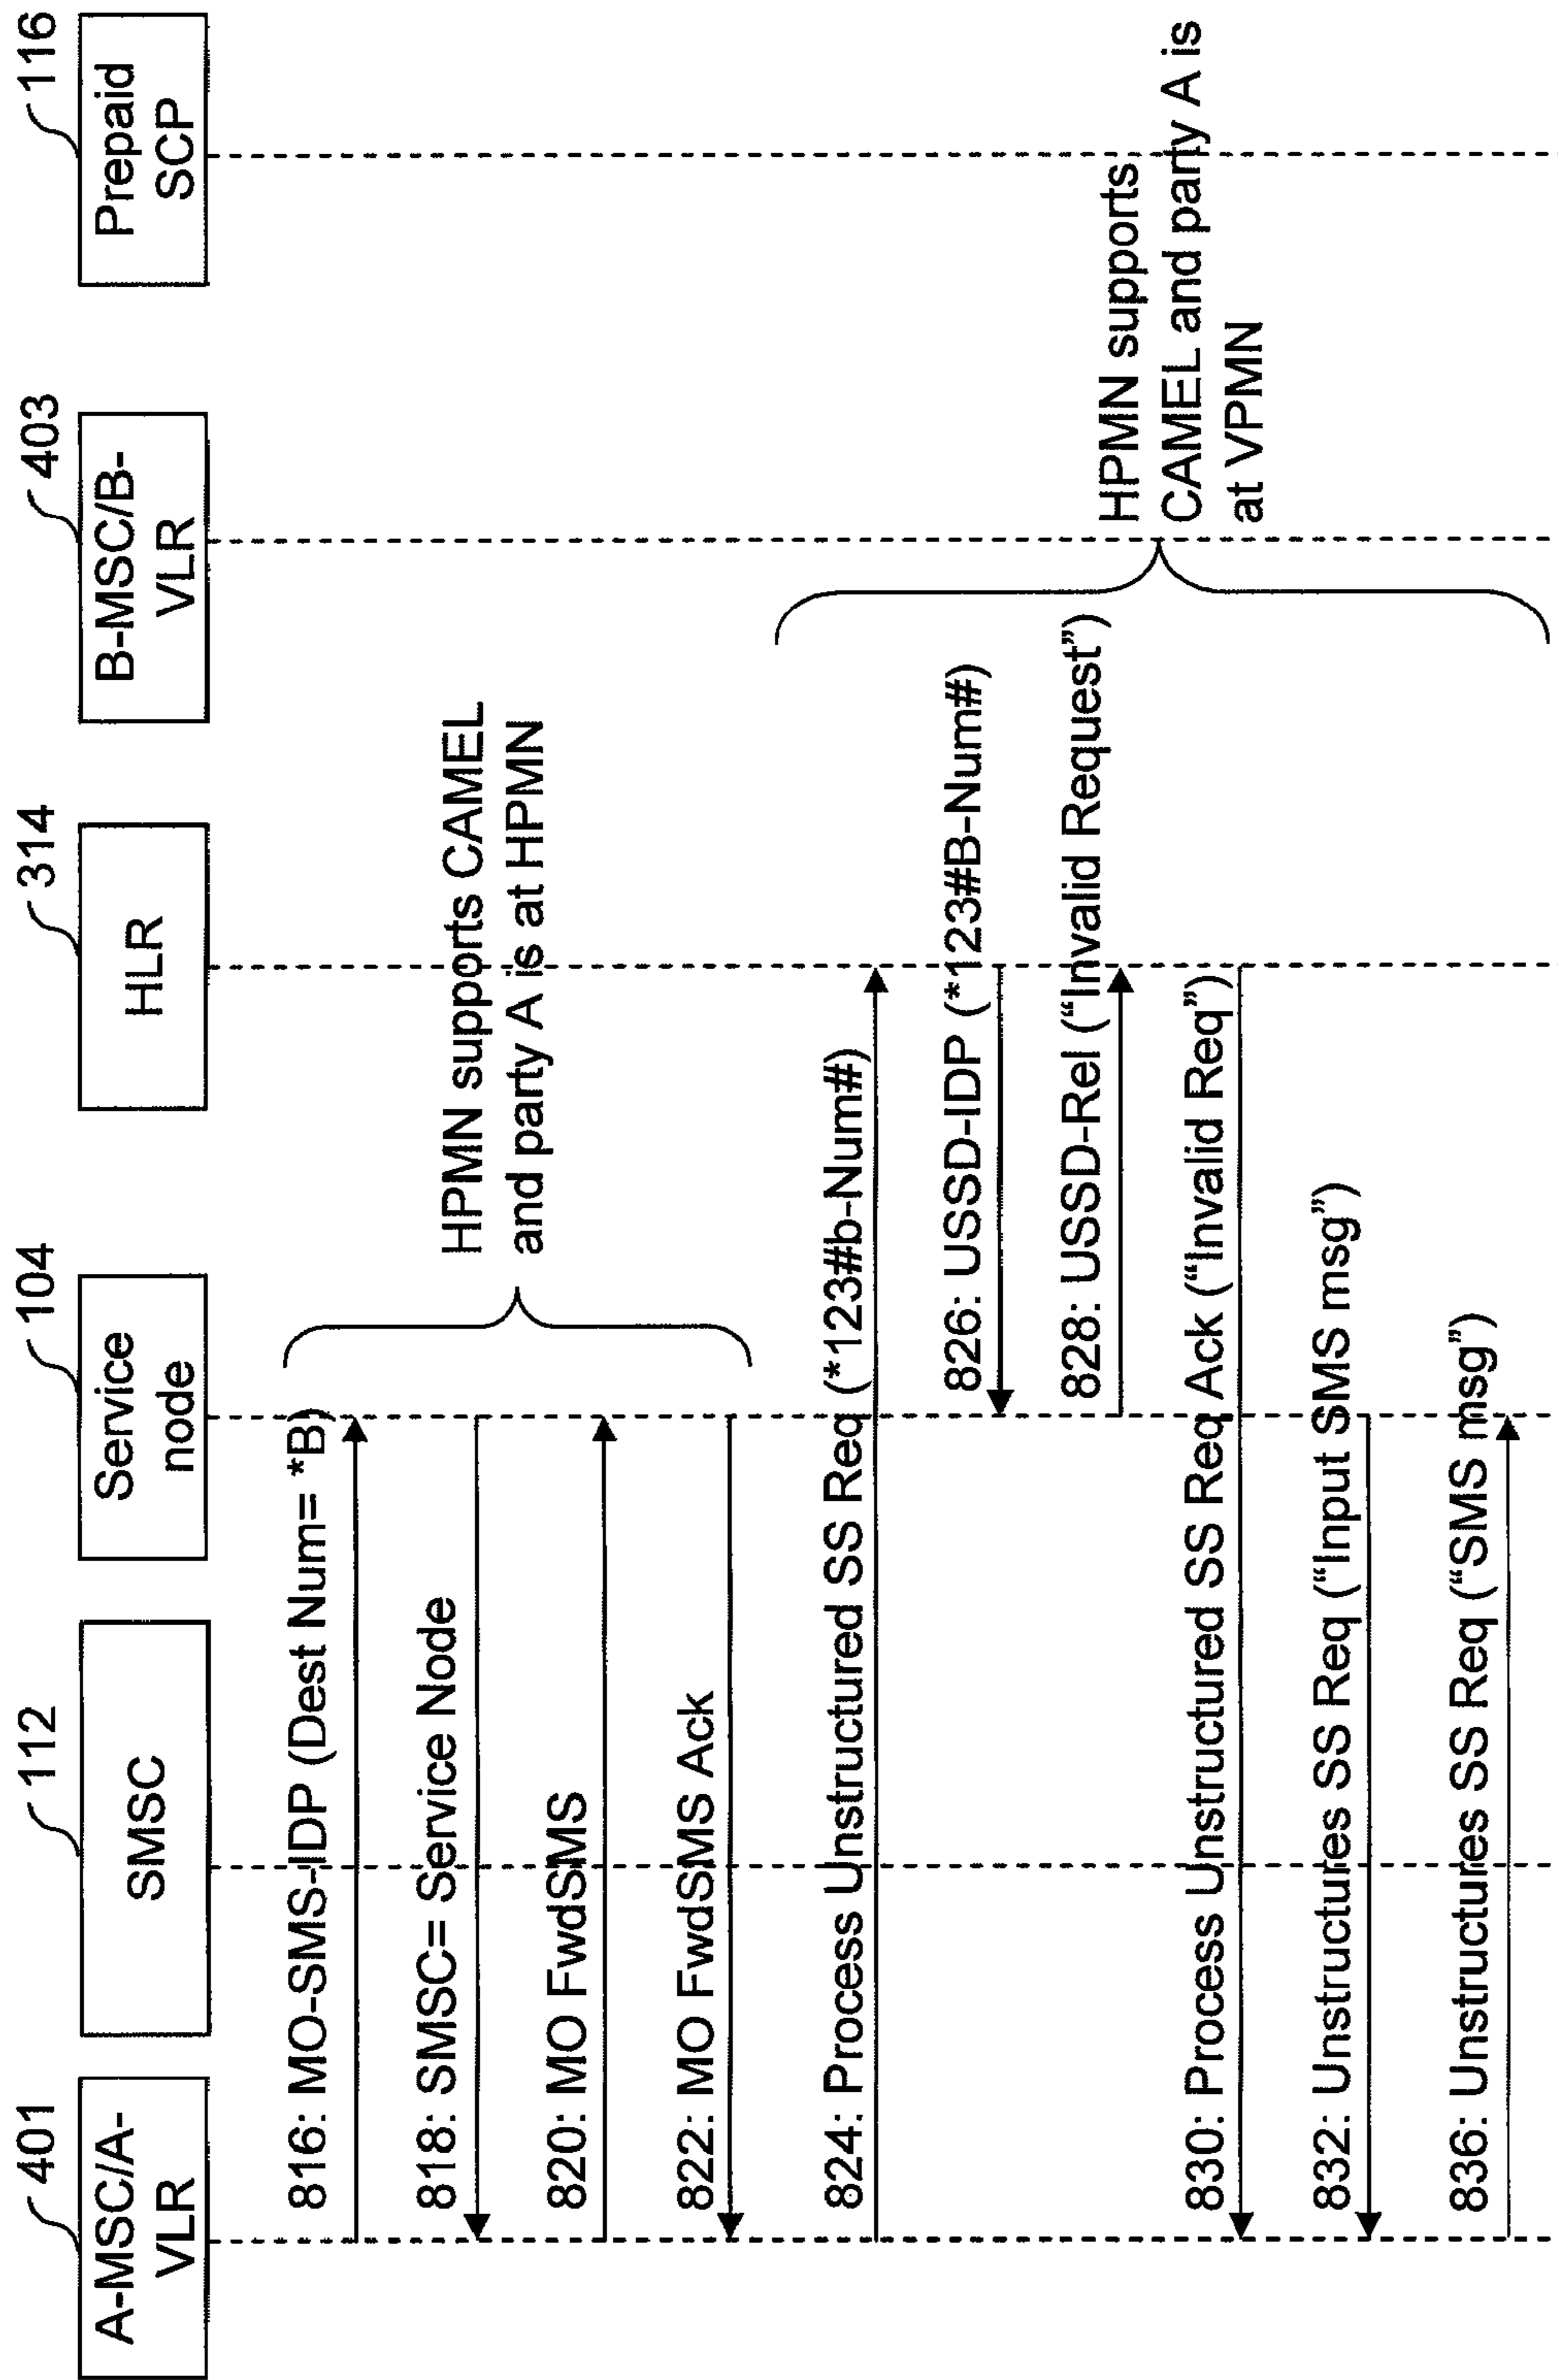 401
A-MSC/A-
VLR
112
SMSC
104
Service
node
314
HLR
403
B-MSC/B-
VLR
116
Prepaid
SCP
816: MO-SMS-IDP (Dest Num= *B)
818: SMSC= Service Node
820: MO FwdSMS
822: MO FwdSMS Ack
HPMN supports CAMEL
and party A is at HPMN
824: Process Unstructured SS Req (*123#b-Num#)
826: USSD-IDP (*123#B-Num#)
828: USSD-Rel (“Invalid Request”)
830: Process Unstructured SS Req Ack (“Invalid Req”)
832: Unstructures SS Req (“Input SMS msg”)
836: Unstructures SS Req (“SMS msg”)
HPMN supports
CAMEL and party A is
at VPMN